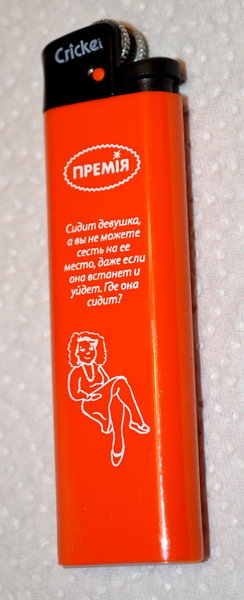 Cricket
ПРЕМІЯ
Сидит девушка,
а вы не можете
сесть на ее
место, даже если
она встанет и
уйдет. Где она
сидит?